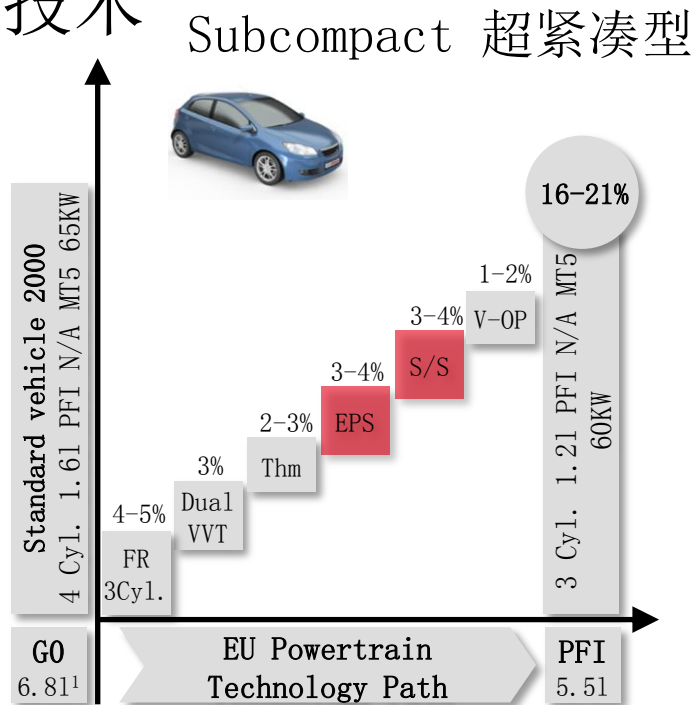 技术
Subcompact 超紧凑型
16-21%
1-2%
V-OP
3-4%
S/S
3-4%
EPS
2-3%
Thm
3%
Dual
VVT
4-5%
FR
3Cyl.
Standard vehicle 2000
4 Cyl. 1.6l PFI N/A MT5 65KW
3 Cyl. 1.2l PFI N/A MT5
60KW
G0
6.8l¹
EU Powertrain
Technology Path
PFI
5.5l